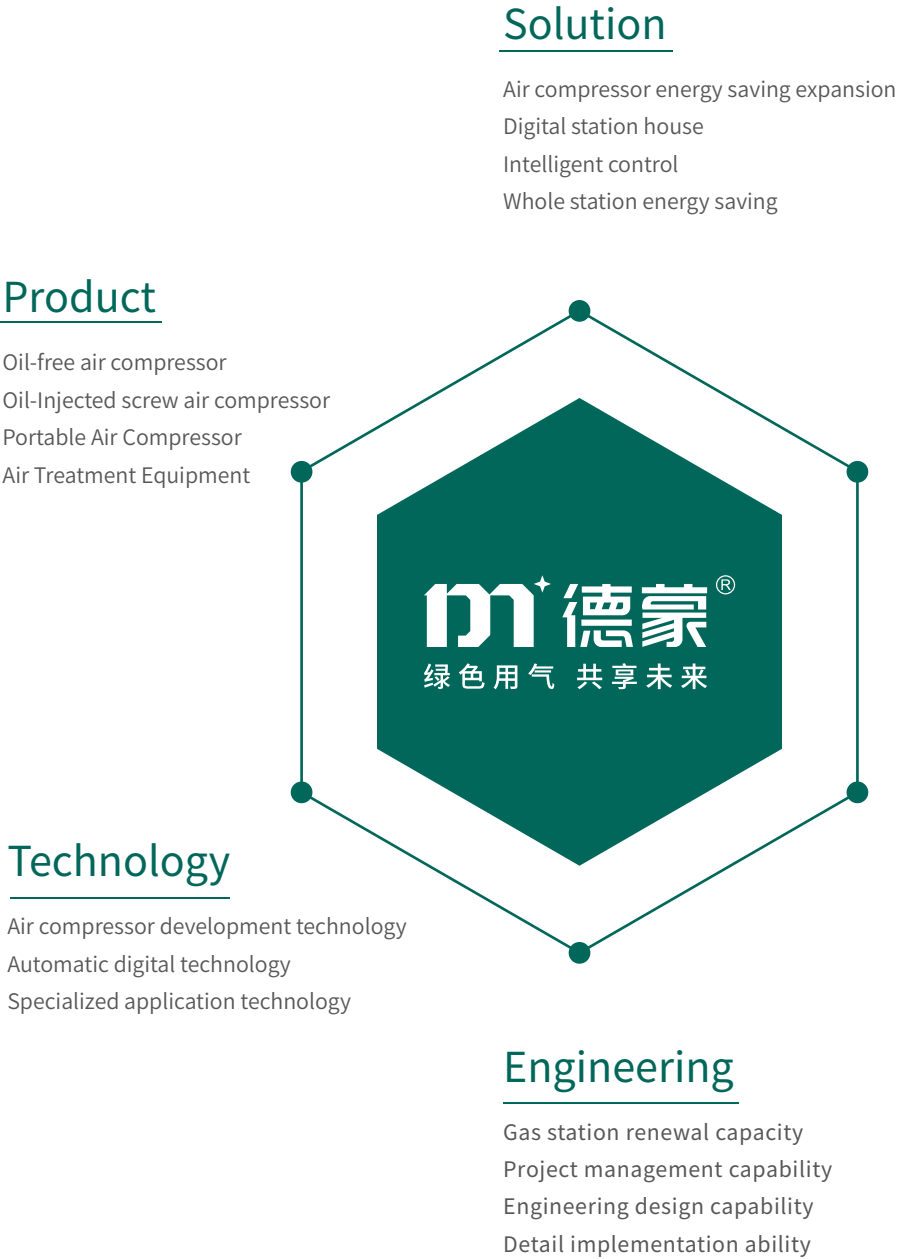 Solution
Air compressor energy saving expansion
Digital station house
Intelligent control
Whole station energy saving
Product
Oil-free air compressor
Oil-Injected screw air compressor
Portable Air Compressor
Air Treatment Equipment
m 德蒙®
绿色用气 共享未来
Technology
Air compressor development technology
Automatic digital technology
Specialized application technology
Engineering
Gas station renewal capacity
Project management capability
Engineering design capability
Detail implementation ability